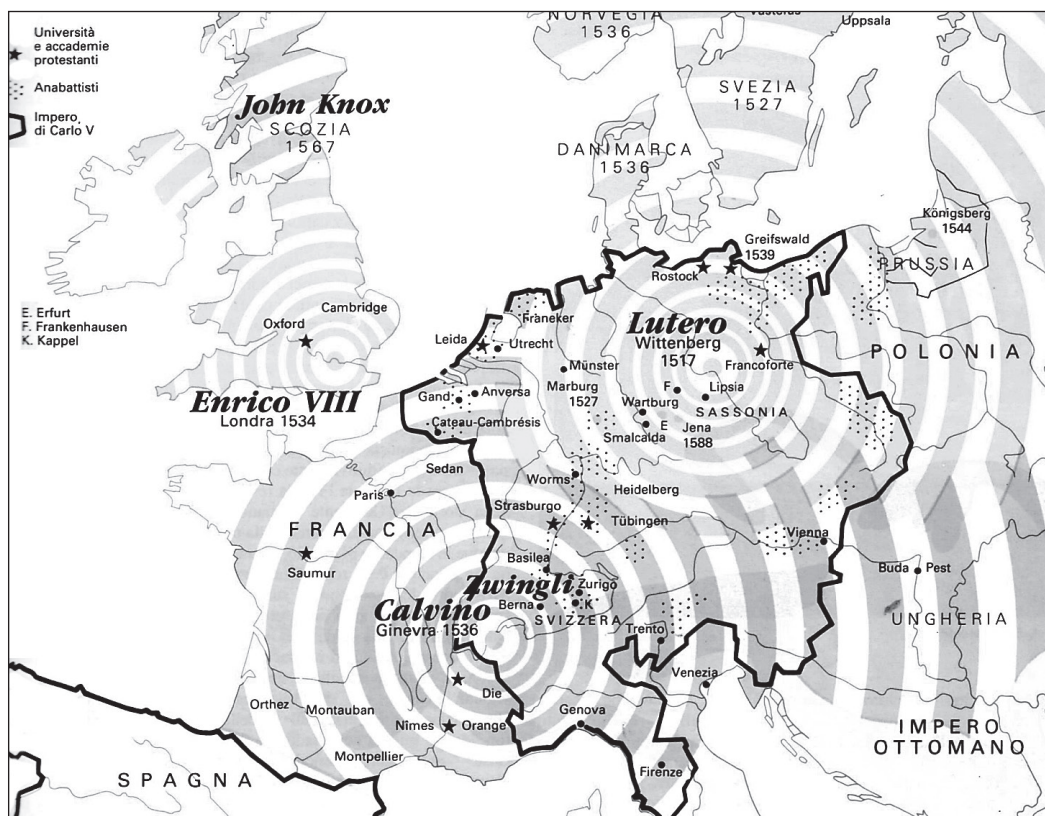 Università
e accademie
protestanti
Anabattisti
Impero
di Carlo V
E. Erfurt
F. Frankenhausen
K. Kappel
NORVEGIA
1536
Uppsala
SVEZIA
1527
John Knox
SCOZIA
1567
DANIMARCA
1536
Königsberg
1544
PRUSSIA
Greifswald
1539
Rostock
Cambridge
Oxford
Franeker
Leida
Utrecht
Lutero
Wittenberg
1517
Francoforte
POLONIA
Münster
Marburg
1527
F
Lipsia
Wartburg
SASSONIA
E
Jena
1588
Smalcalda
Enrico VIII
Londra 1534
Gand
Anversa
Cateau-Cambrésis
Sedan
Paris
Worms
Heidelberg
Strasburgo
Tübingen
FRANCIA
Saumur
Vienna
Basilea
Buda
Pest
Zwingli
Zurigo
K
Calvino
Ginevra 1536
Berna
SVIZZERA
Trento
UNGHERIA
Venezia
Die
Orthez
Montauban
Nîmes
Orange
Genova
Montpellier
Firenze
IMPERO
OTTOMANO
SPAGNA